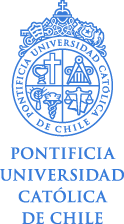 PONTIFICIA UNIVERSIDAD CATÓLICA
DE CHILE
PONTIFICIA
UNIVERSIDAD
CATÓLICA
DE CHILE